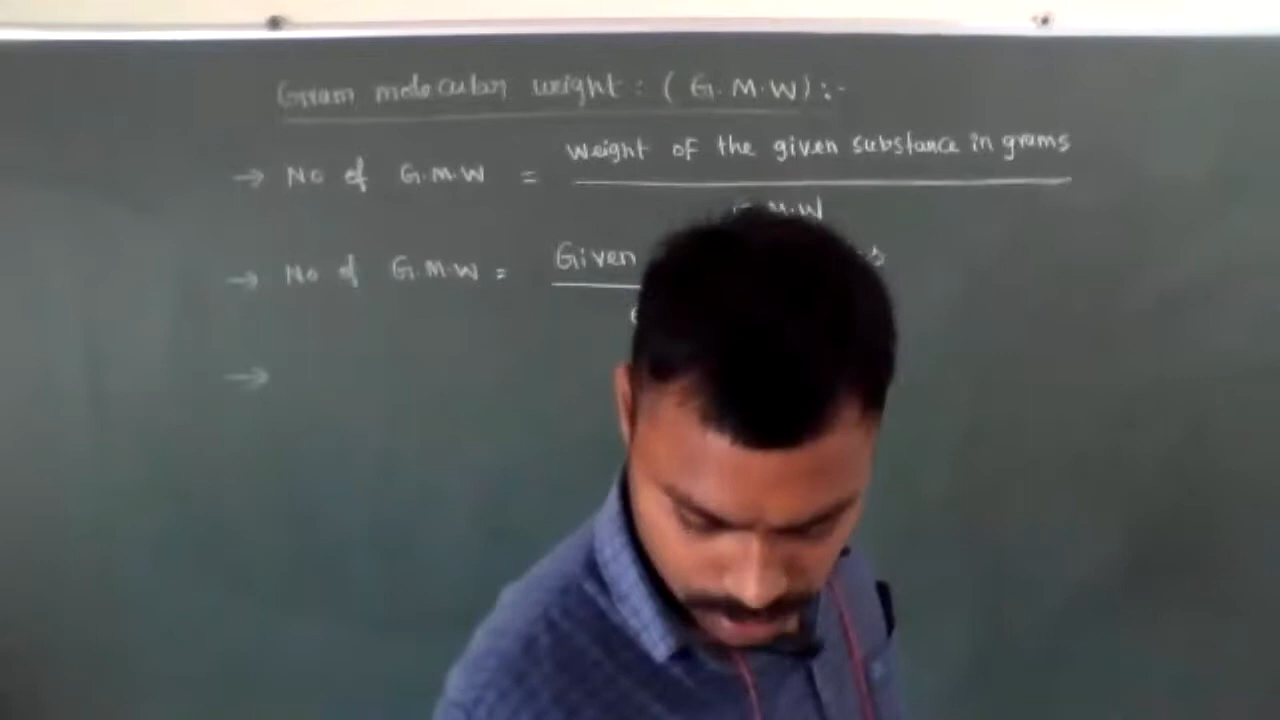 Gram molecular weight : (G.M.W) :-
→ No of G.M.W = Weight of the given substance in grams
M.W
→ No of G.M.W = Given
→